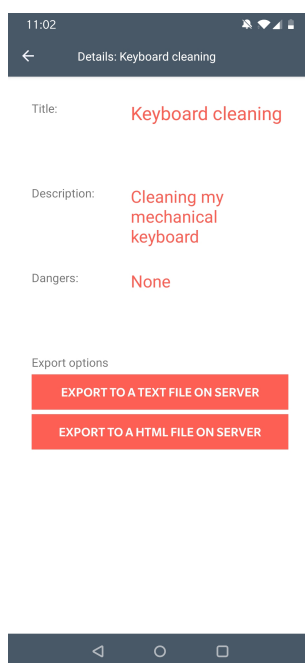 11:02
Details: Keyboard cleaning
Title:
Keyboard cleaning
Description:
Cleaning my
mechanical
keyboard
Dangers:
None
Export options
EXPORT TO A TEXT FILE ON SERVER
EXPORT TO A HTML FILE ON SERVER